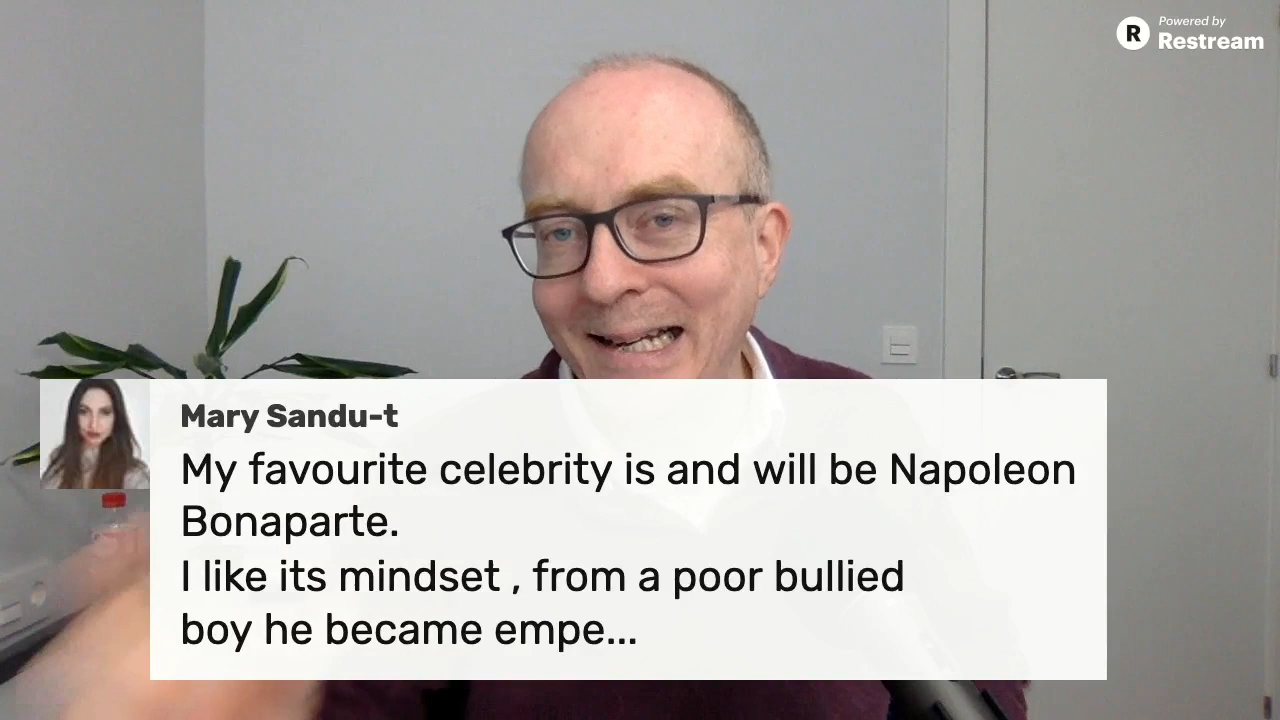 Powered by
R Restream
Mary Sandu-t
My favourite celebrity is and will be Napoleon
Bonaparte.
I like its mindset , from a poor bullied
boy he became empe...